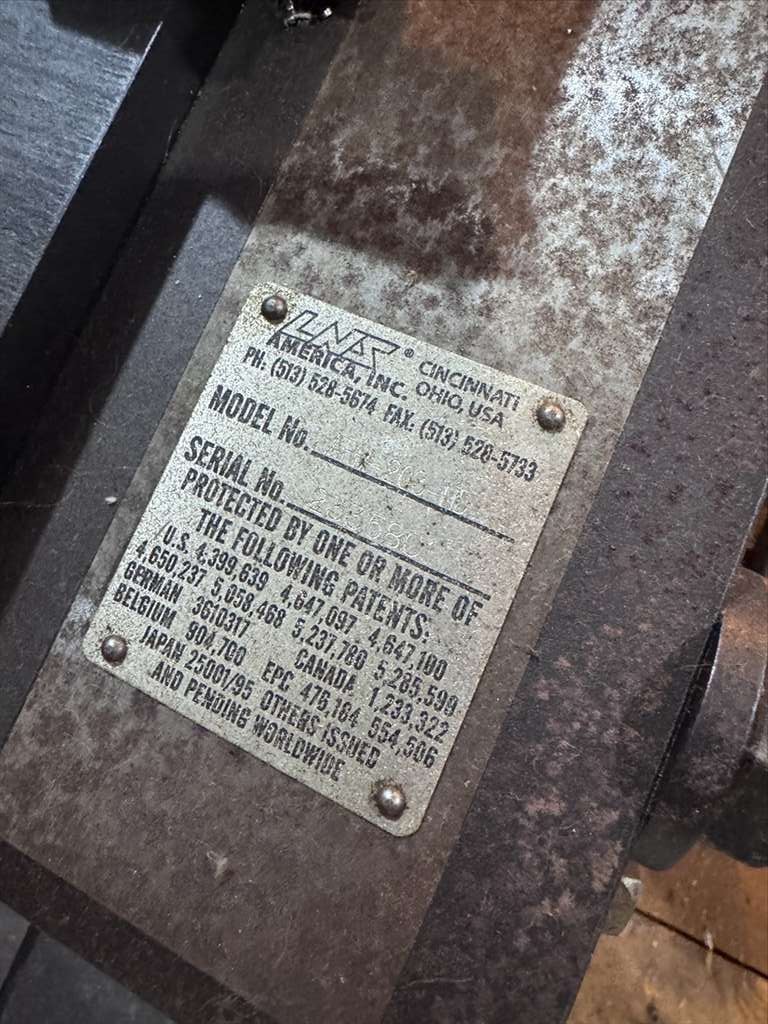 LNS® CINCINNATI
AMERICA, INC. OHIO, USA
PH: (513) 528-5674 FAX: (513) 528-5733
MODEL No.
SERIAL No.
PROTECTED BY ONE OR MORE OF
THE FOLLOWING PATENTS:
U.S. 4,399,639 4,647,097 4,647,100
4,650,237 5,058,468 5,237,780 5,285,599
GERMAN 3610317 CANADA 1,233,322
BELGIUM 904,700 EPC 476,184 554,506
JAPAN 25001/95 OTHERS ISSUED
AND PENDING WORLDWIDE